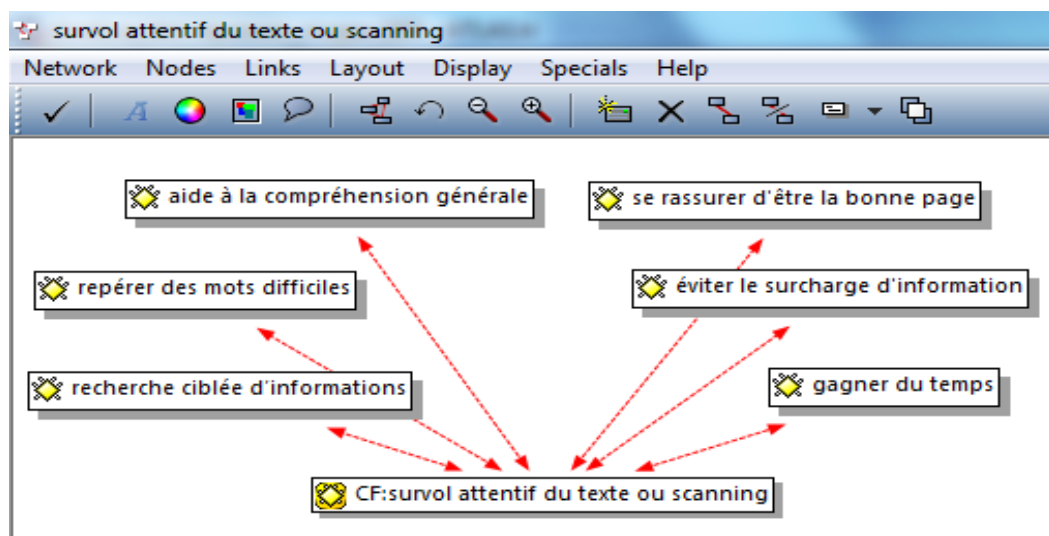 survol attentif du texte ou scanning
Network Nodes Links Layout Display Specials Help
aide à la compréhension générale
se rassurer d'être la bonne page
repérer des mots difficiles
éviter le surcharge d'information
recherche ciblée d'informations
gagner du temps
CF:survol attentif du texte ou scanning